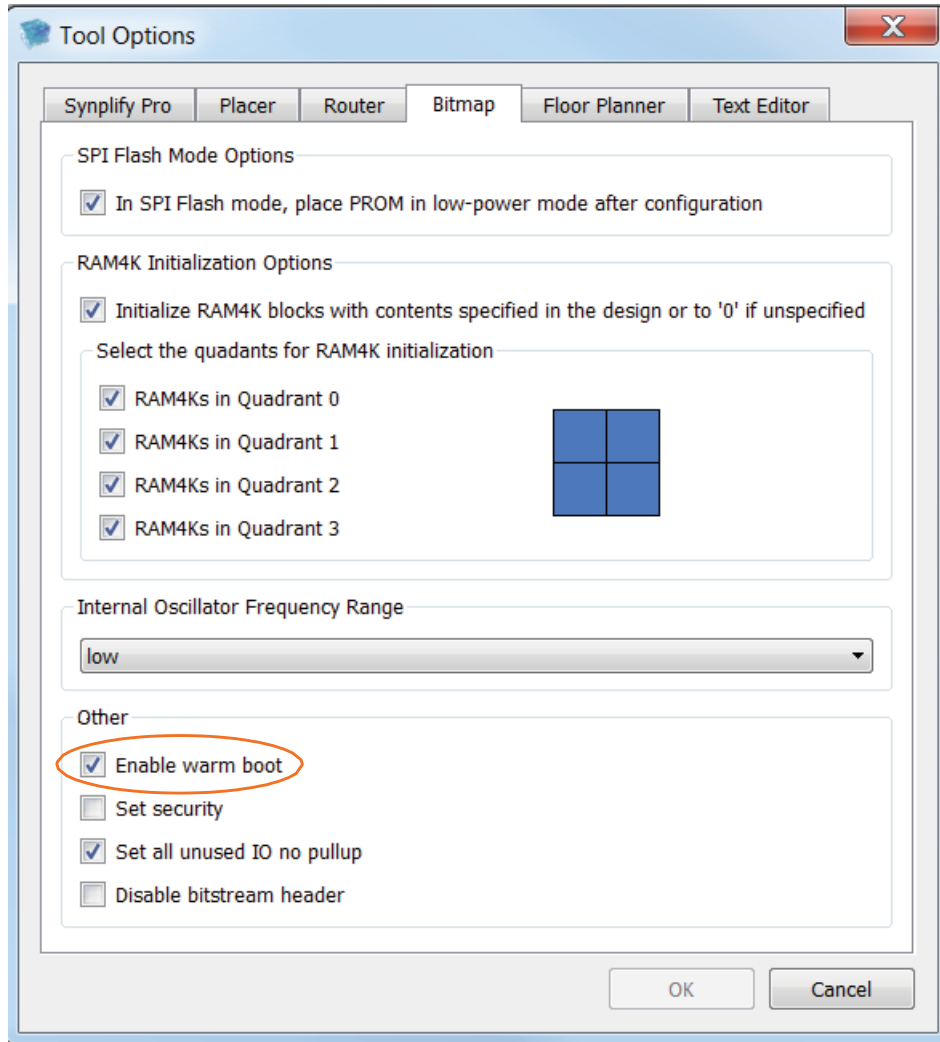 Tool Options
X
Synplify Pro Placer Router Bitmap Floor Planner Text Editor
SPI Flash Mode Options
In SPI Flash mode, place PROM in low-power mode after configuration
RAM4K Initialization Options
Initialize RAM4K blocks with contents specified in the design or to '0' if unspecified
Select the quadants for RAM4K initialization
RAM4Ks in Quadrant 0
RAM4Ks in Quadrant 1
RAM4Ks in Quadrant 2
RAM4Ks in Quadrant 3
Internal Oscillator Frequency Range
low
Other
Enable warm boot
Set security
Set all unused IO no pullup
Disable bitstream header
OK Cancel